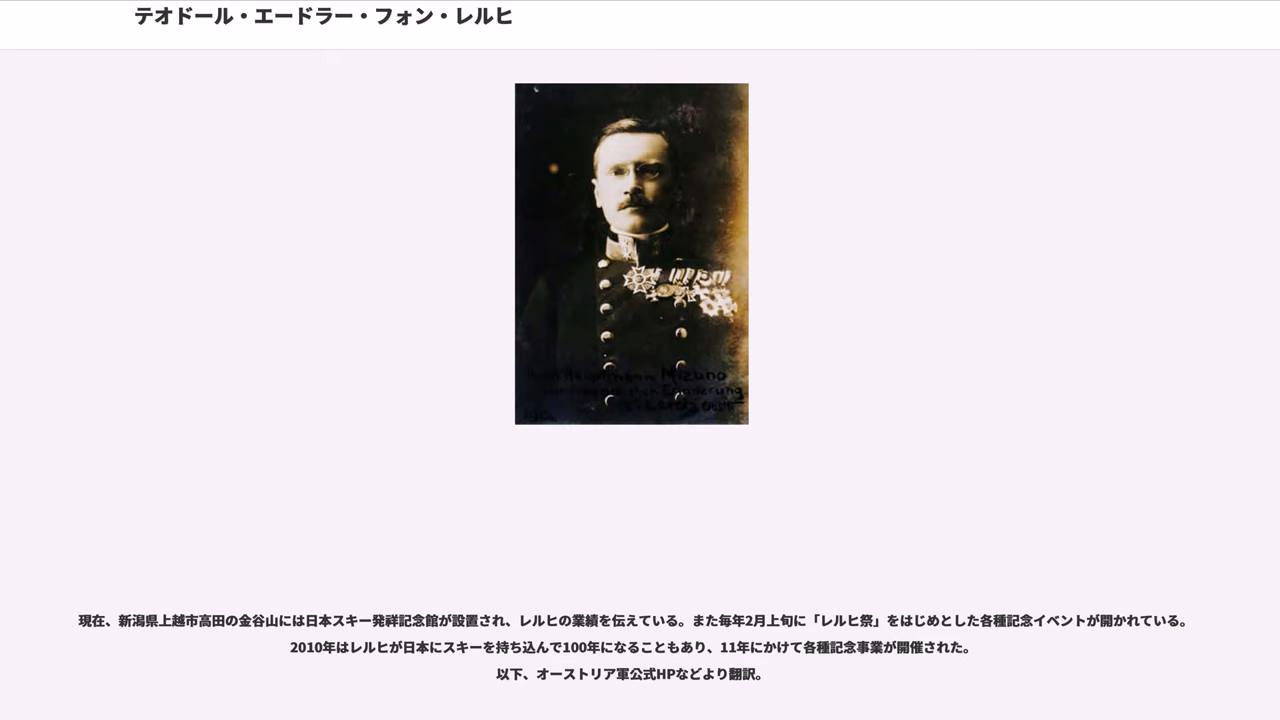 テオドール・エードラー・フォン・レルヒ
Mizuno
Erinnerung
現在、新潟県上越市高田の金谷山には日本スキー発祥記念館が設置され、レルヒの業績を伝えている。また毎年2月上旬に「レルヒ祭」をはじめとした各種記念イベントが開かれている。
2010年はレルヒが日本にスキーを持ち込んで100年になることもあり、11年にかけて各種記念事業が開催された。
以下、オーストリア軍公式HPなどより翻訳。